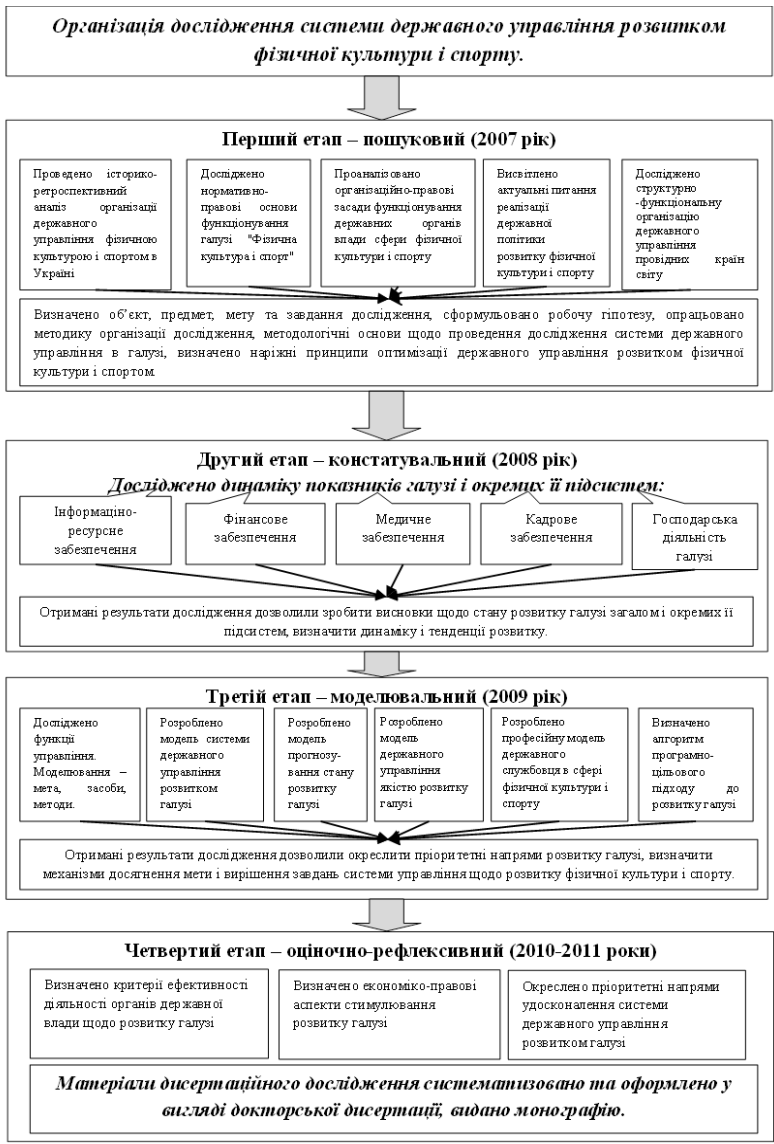 Організація дослідження системи державного управління розвитком
фізичної культури і спорту.
Перший етап – пошуковий (2007 рік)
Проведено історико-
ретроспективний
аналіз організації
державного
управління фізичною
культурою і спортом в
Україні
Досліджено
нормативно-
правові основи
функціонування
галузі "Фізична
культура і спорт"
Проаналізовано
організаційно-правові
засади функціонування
державних органів
влади сфери фізичної
культури і спорту
Висвітлено
актуальні питання
реалізації
державної
політики
розвитку фізичної
культури і спорту
Досліджено
структурно
-функціональну
організацію
державного
управління
провідних країн
світу
Визначено об’єкт, предмет, мету та завдання дослідження, сформульовано робочу гіпотезу, опрацьовано
методику організації дослідження, методологічні основи щодо проведення дослідження системи державного
управління в галузі, визначено наріжні принципи оптимізації державного управління розвитком фізичної
культури і спортом.
Другий етап – констатувальний (2008 рік)
Досліджено динаміку показників галузі і окремих її підсистем:
Інформаціно-
ресурсне
забезпечення
Фінансове
забезпечення
Медичне
забезпечення
Кадрове
забезпечення
Господарська
діяльність
галузі
Отримані результати дослідження дозволили зробити висновки щодо стану розвитку галузі загалом і окремих її
підсистем, визначити динаміку і тенденції розвитку.
Третій етап – моделювальний (2009 рік)
Досліджено
функції
управління.
Моделювання –
мета, засоби,
методи.
Розроблено
модель системи
державного
управління
розвитком
галузі
Розроблено
модель
прогнозу-
вання стану
розвитку
галузі
Розроблено
модель
державного
управління
якістю розвитку
галузі
Розроблено
професійну модель
державного
службовця в сфері
фізичної культури і
спорту
Визначено
алгоритм
програмно-
цільового
підходу до
розвитку галузі
Отримані результати дослідження дозволили окреслити пріоритетні напрями розвитку галузі, визначити
механізми досягнення мети і вирішення завдань системи управління щодо розвитку фізичної культури і спорту.
Четвертий етап – оціночно-рефлексивний (2010-2011 роки)
Визначено критерії ефективності
діяльності органів державної
влади щодо розвитку галузі
Визначено економіко-правові
аспекти стимулювання
розвитку галузі
Окреслено пріоритетні напрями
удосконалення системи
державного управління
розвитком галузі
Матеріали дисертаційного дослідження систематизовано та оформлено у
вигляді докторської дисертації, видано монографію.